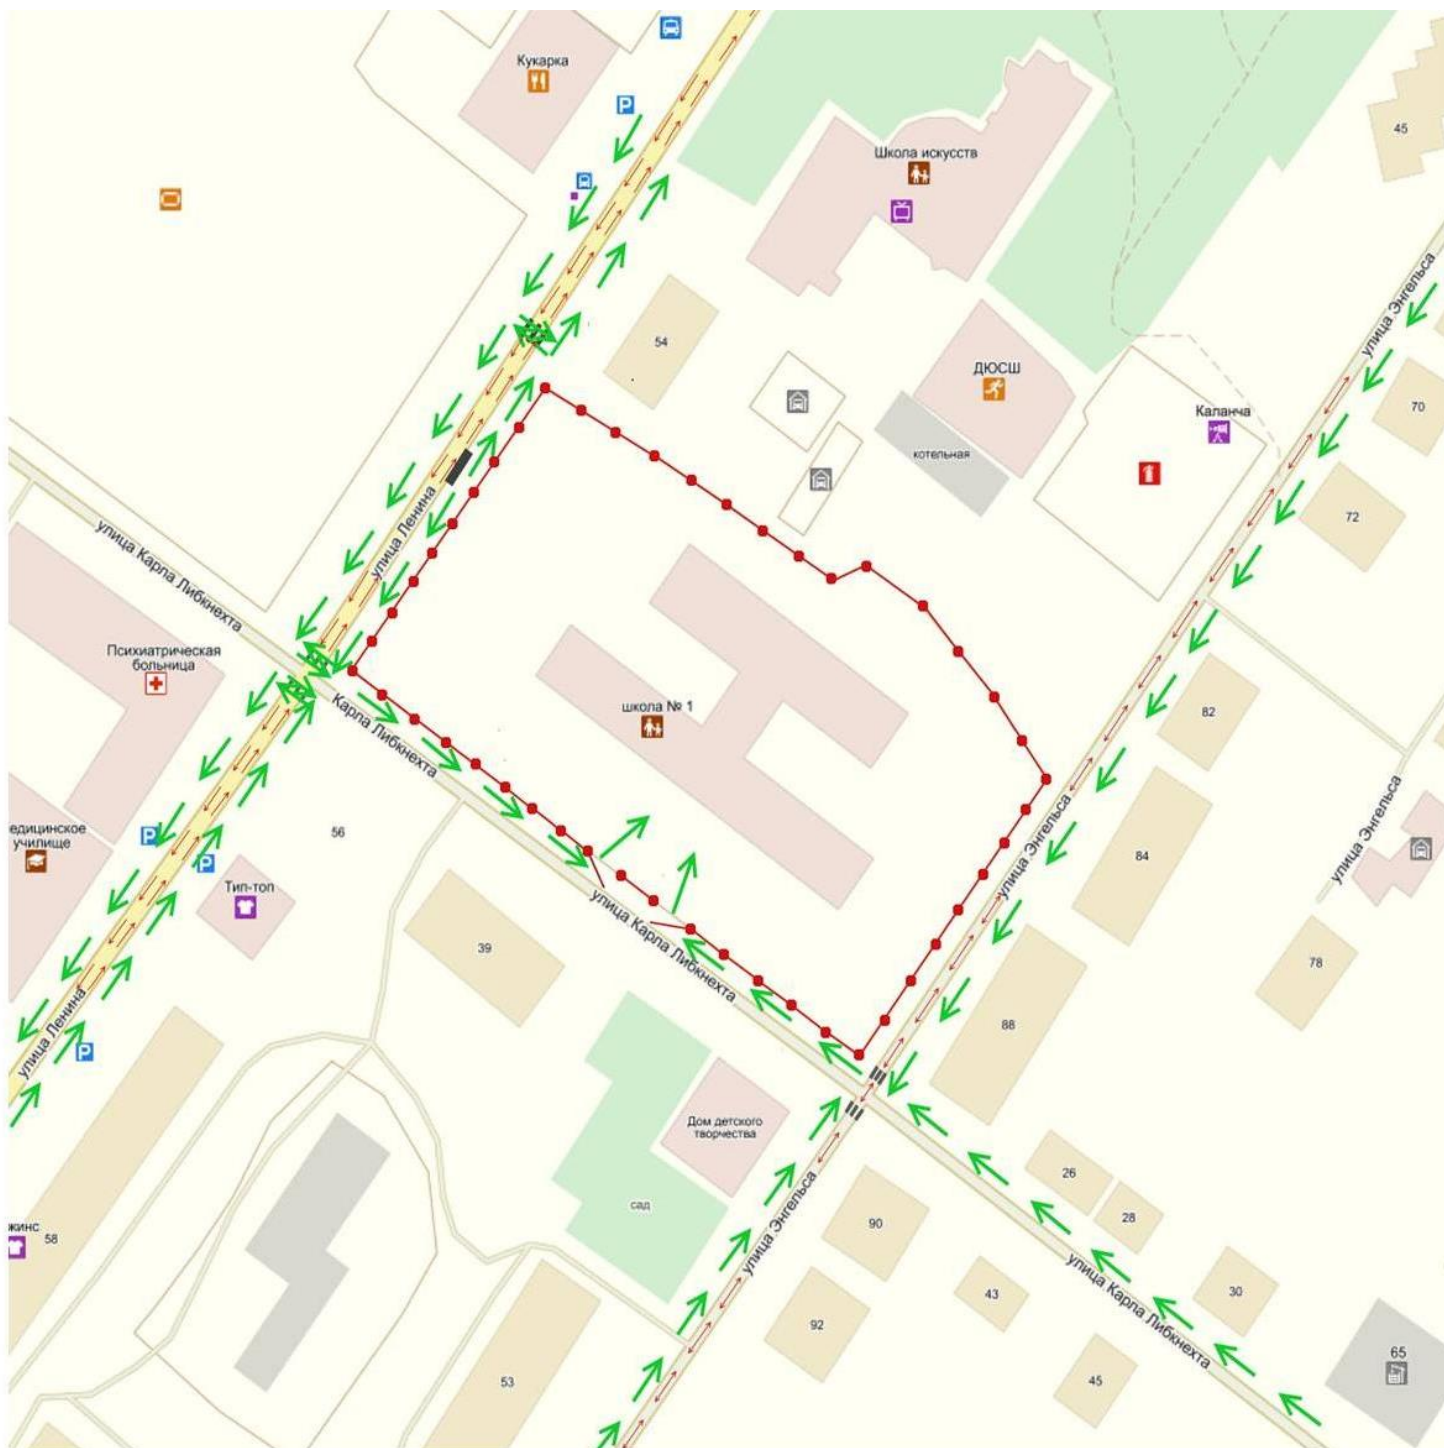 Кукарка
P
45
Школа искусств
54
ДЮСШ
котельная
Каланча
улица Энгельса
70
72
улица Ленина
улица Карла Либкнехта
Психиатрическая
больница
школа № 1
Карла Либкнехта
82
84
улица Энгельса
улица Энгельса
едицинское
училище
P
P
56
Тип-топ
39
улица Карла Либкнехта
78
88
улица Ленина
P
Дом детского
творчества
сад
26
28
90
улица Энгельса
жинс
58
43
30
улица Карла Либкнехта
92
53
45
65